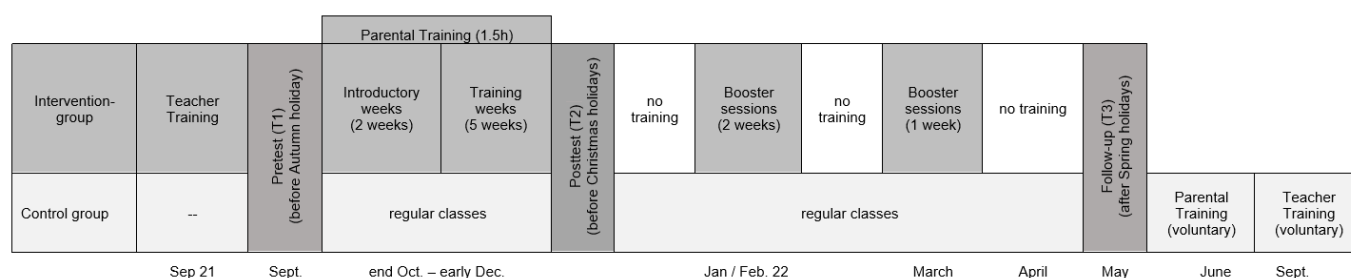 Parental Training (1.5h)
Intervention-
group
Teacher
Training
Pretest (T1)
(before Autumn holiday)
Introductory
weeks
(2 weeks)
Training
weeks
(5 weeks)
Posttest (T2)
(before Christmas holidays)
no
training
Booster
sessions
(2 weeks)
no
training
Booster
sessions
(1 week)
no training
Follow-up (T3)
(after Spring holidays)
Control group
--
regular classes
regular classes
Parental
Training
(voluntary)
Teacher
Training
(voluntary)
Sep 21
Sept.
end Oct. – early Dec.
Jan / Feb. 22
March
April
May
June
Sept.